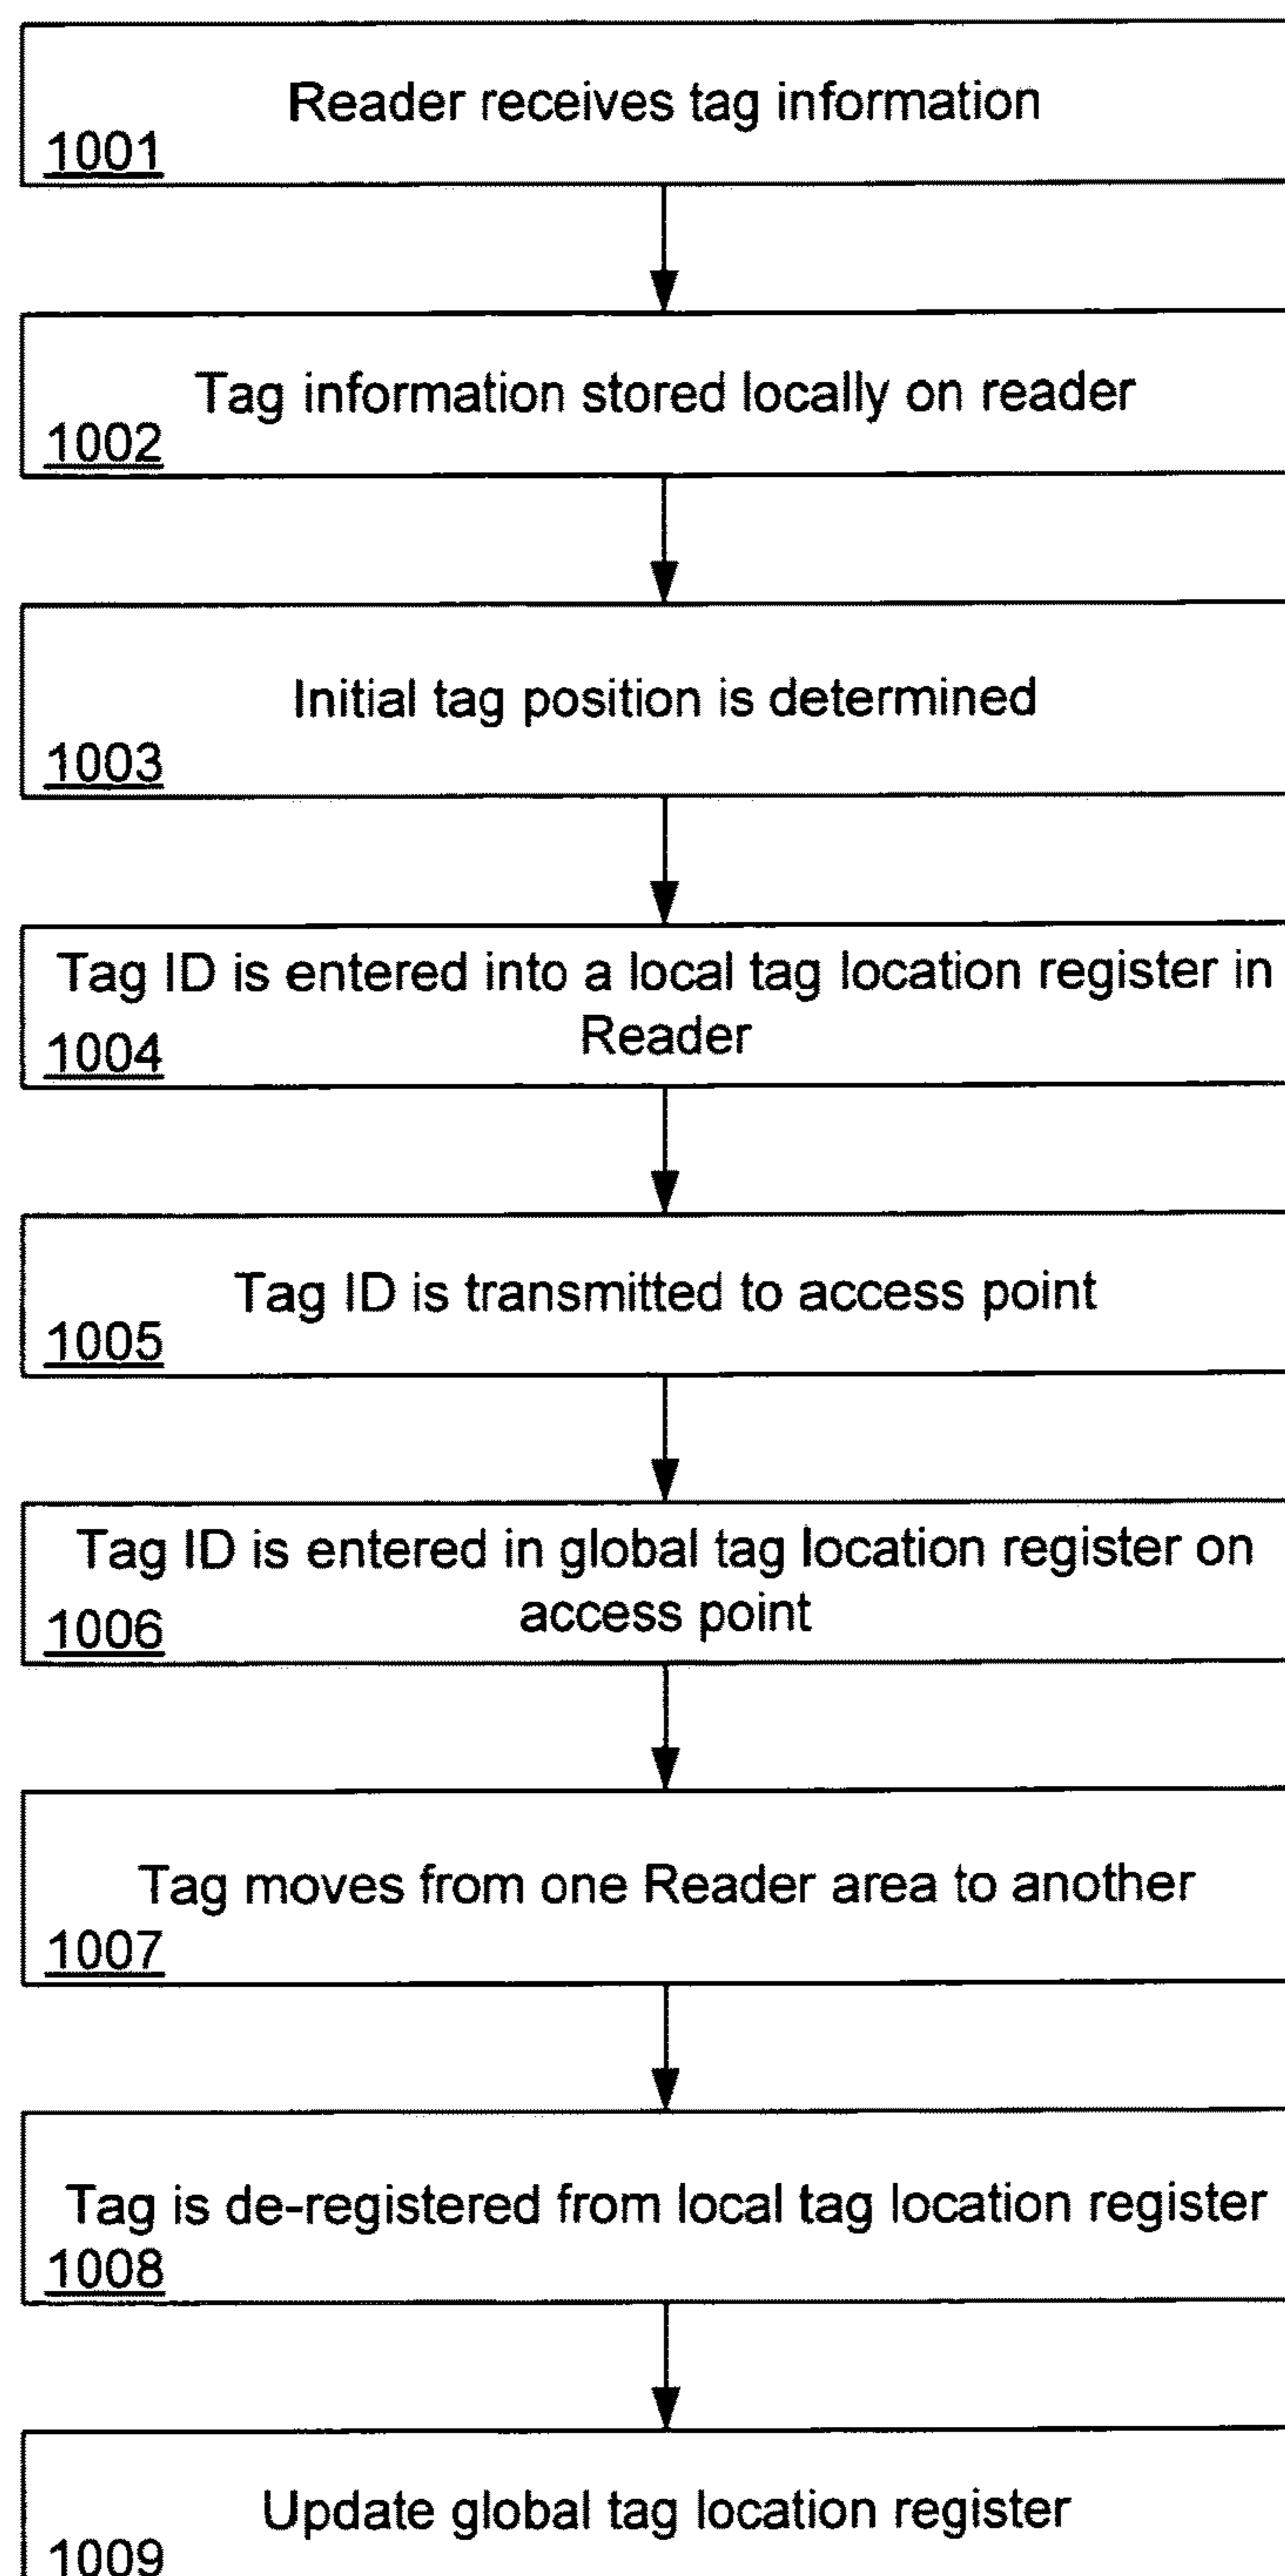 Reader receives tag information
1001
Tag information stored locally on reader
1002
Initial tag position is determined
1003
Tag ID is entered into a local tag location register in
Reader
1004
Tag ID is transmitted to access point
1005
Tag ID is entered in global tag location register on
access point
1006
Tag moves from one Reader area to another
1007
Tag is de-registered from local tag location register
1008
Update global tag location register
1009